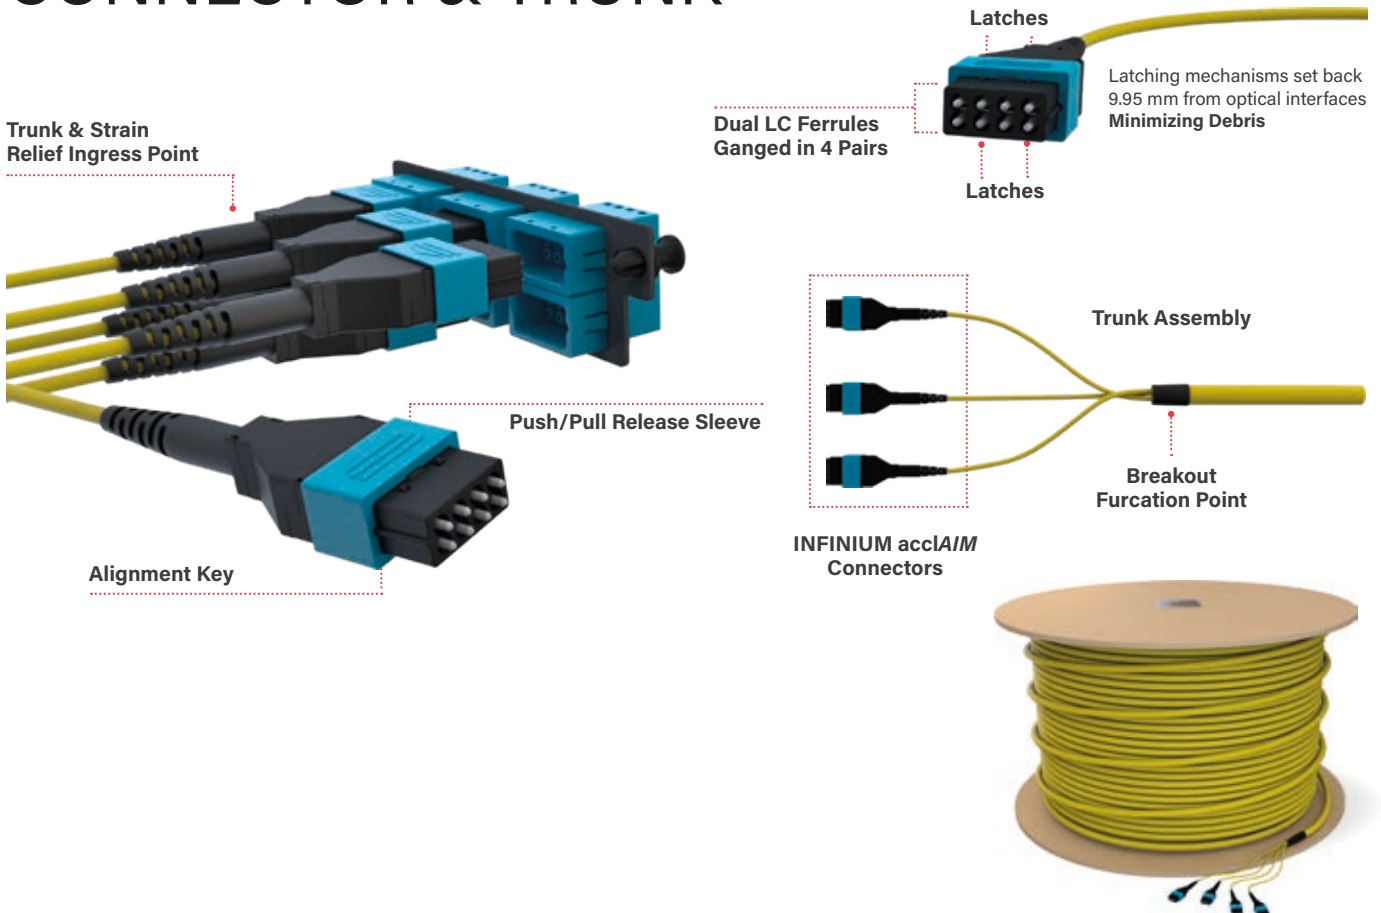 CONNECTOR & TRUNK
Latches
Latching mechanisms set back
9.95 mm from optical interfaces
Minimizing Debris
Trunk & Strain
Relief Ingress Point
Dual LC Ferrules
Ganged in 4 Pairs
Latches
Trunk Assembly
Push/Pull Release Sleeve
Breakout
Furcation Point
INFINIUM acclAIM
Connectors
Alignment Key